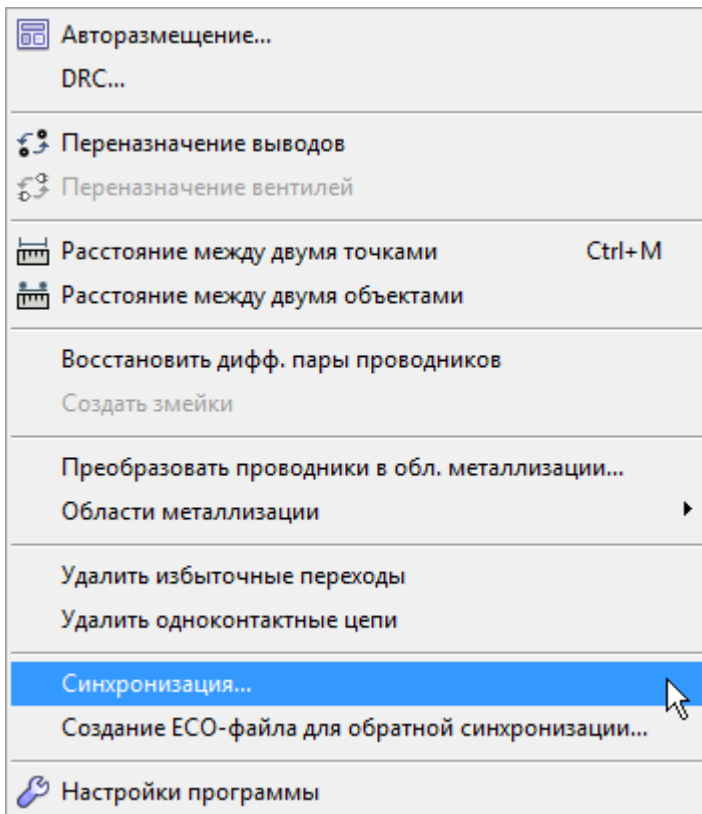 Авторазмещение...
DRC...
Переназначение выводов
Переназначение вентилей
Расстояние между двумя точками Ctrl+M
Расстояние между двумя объектами
Восстановить дифф. пары проводников
Создать змейки
Преобразовать проводники в обл. металлизации...
Области металлизации
Удалить избыточные переходы
Удалить одноконтактные цепи
Синхронизация...
Создание ECO-файла для обратной синхронизации...
Настройки программы